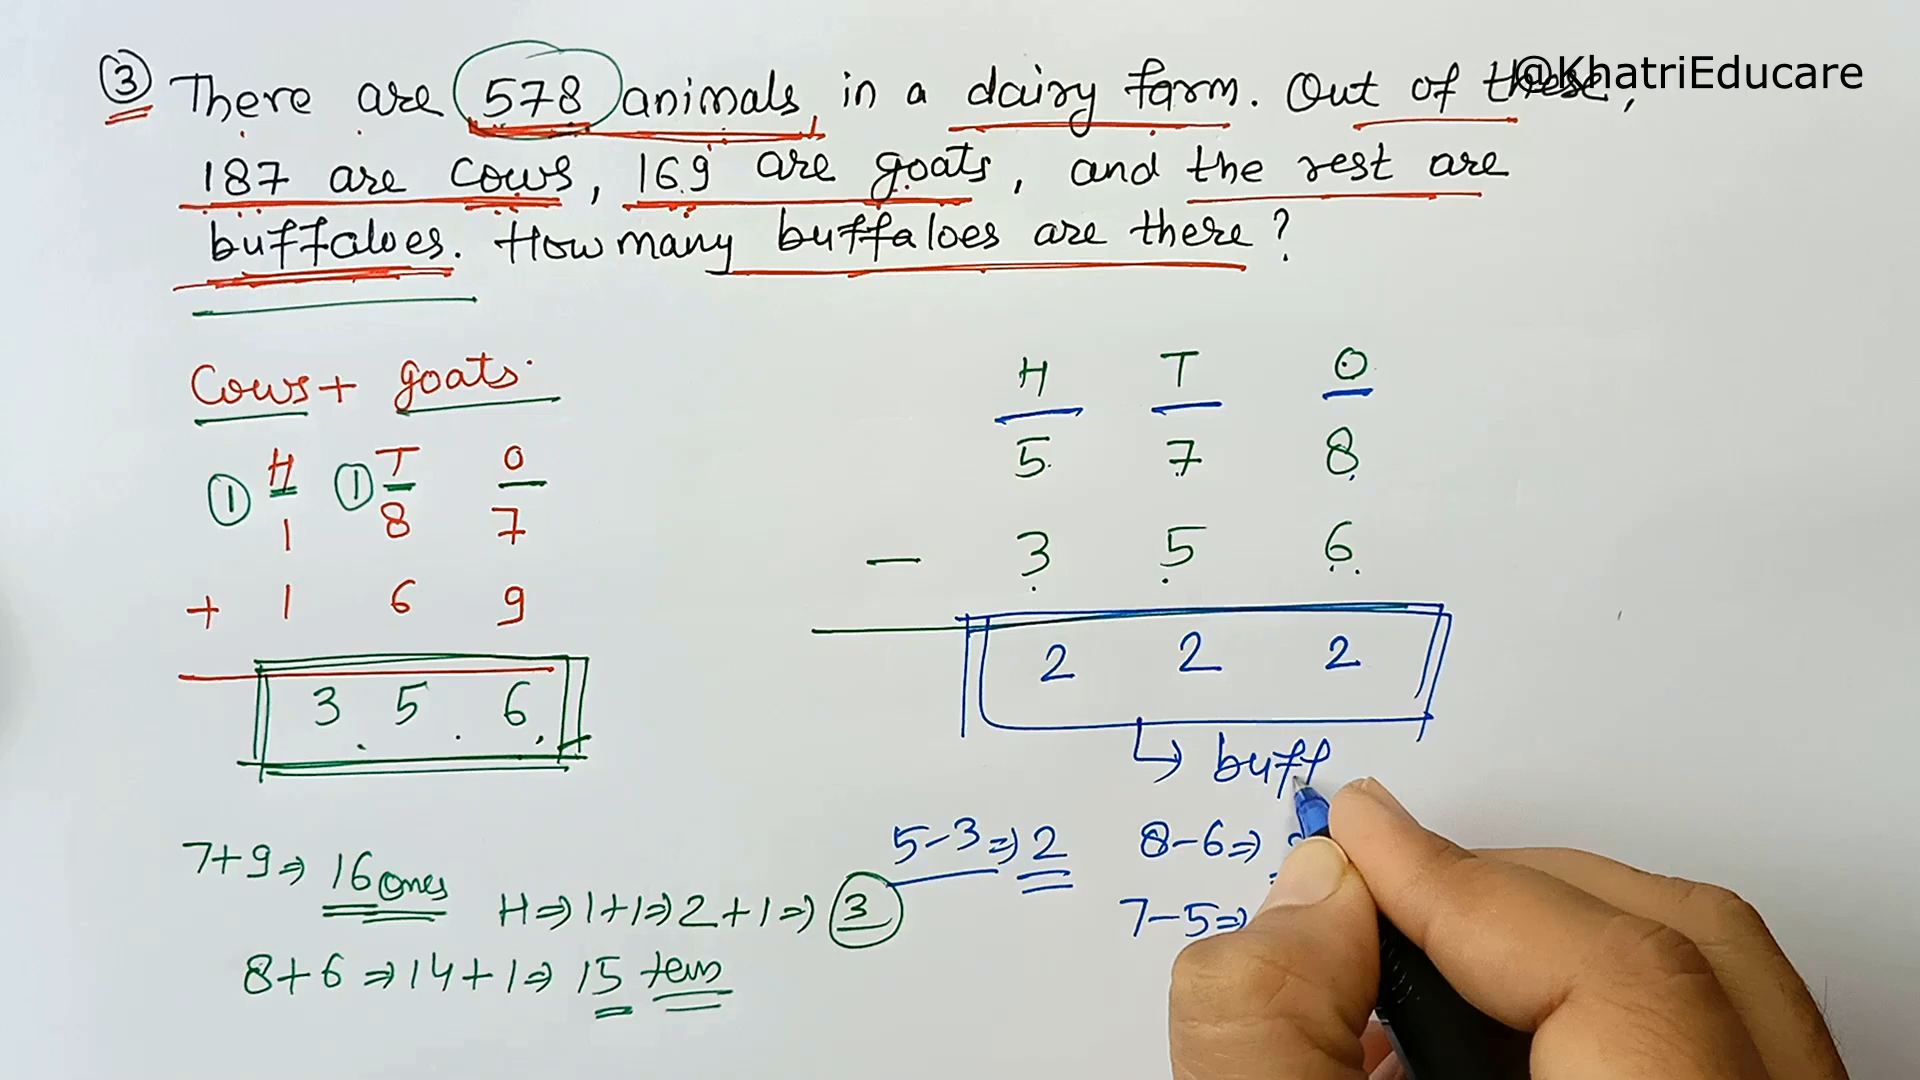 @KhatriEducare
③ There are 578 animals in a dairy farm. Out of these,
187 are cows, 169 are goats, and the rest are
buffaloes. How many buffaloes are there?
Cows + goats
① H ① T O
1 8 7
+ 1 6 9
3 5 6
7+9⇒ 16 ones
H⇒1+1⇒2+1⇒ 3
8+6⇒14+1⇒ 15 tens
H T O
5 7 8
- 3 5 6
2 2 2
↳ buff
5-3⇒2
8-6⇒
7-5⇒